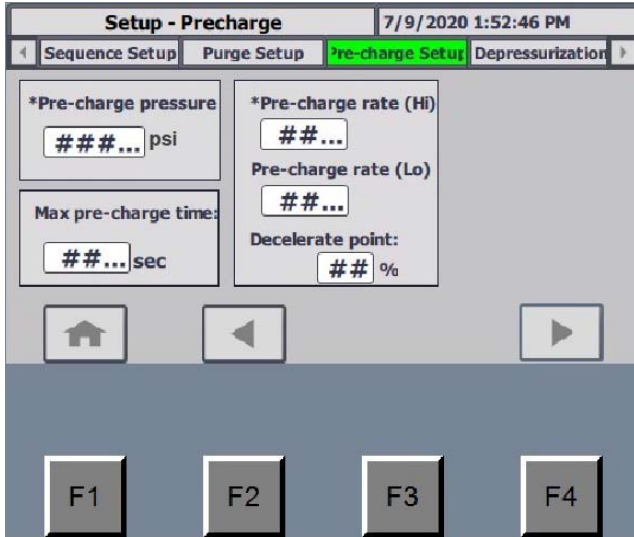 Setup - Precharge
7/9/2020 1:52:46 PM
Sequence Setup
Purge Setup
Pre-charge Setup
Depressurization
*Pre-charge pressure
###... psi
Max pre-charge time:
##... sec
*Pre-charge rate (Hi)
##...
Pre-charge rate (Lo)
##...
Decelerate point:
## %
F1
F2
F3
F4